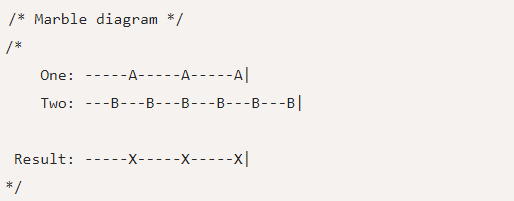 /* Marble diagram */
/*
    One: -----A-----A-----A|
    Two: ---B---B---B---B---B---B|

 Result: -----X-----X-----X|
*/